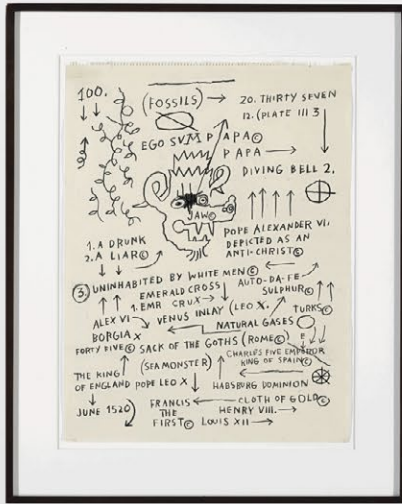 100.
(FOSSILS) → 20. THIRTY SEVEN
12. (PLATE III 3
EGO SUM PAPA©
PAPA →
DIVING BELL 2.
JAW©
POPE ALEXANDER VI.
DEPICTED AS AN
ANTI-CHRIST©
1. A DRUNK
2. A LIAR©
3. UNINHABITED BY WHITE MEN©
EMERALD CROSS
AUTO-DA-FE
SULPHUR©
1. EMR CRUX →
ALEX VI → VENUS INLAY (LEO X.
TURKS©
BORGIA X
NATURAL GASES
FORTY DIVE© SACK OF THE GOTHS (ROME©)
CHARLES FIVE EMPEROR
KING OF SPAIN©
THE KING
OF ENGLAND
(SEA MONSTER)
POPE LEO X
HABSBURG DOMINION
JUNE 1520)
FRANCIS
THE
FIRST©
← CLOTH OF GOLD©
HENRY VIII. →
LOUIS XII →